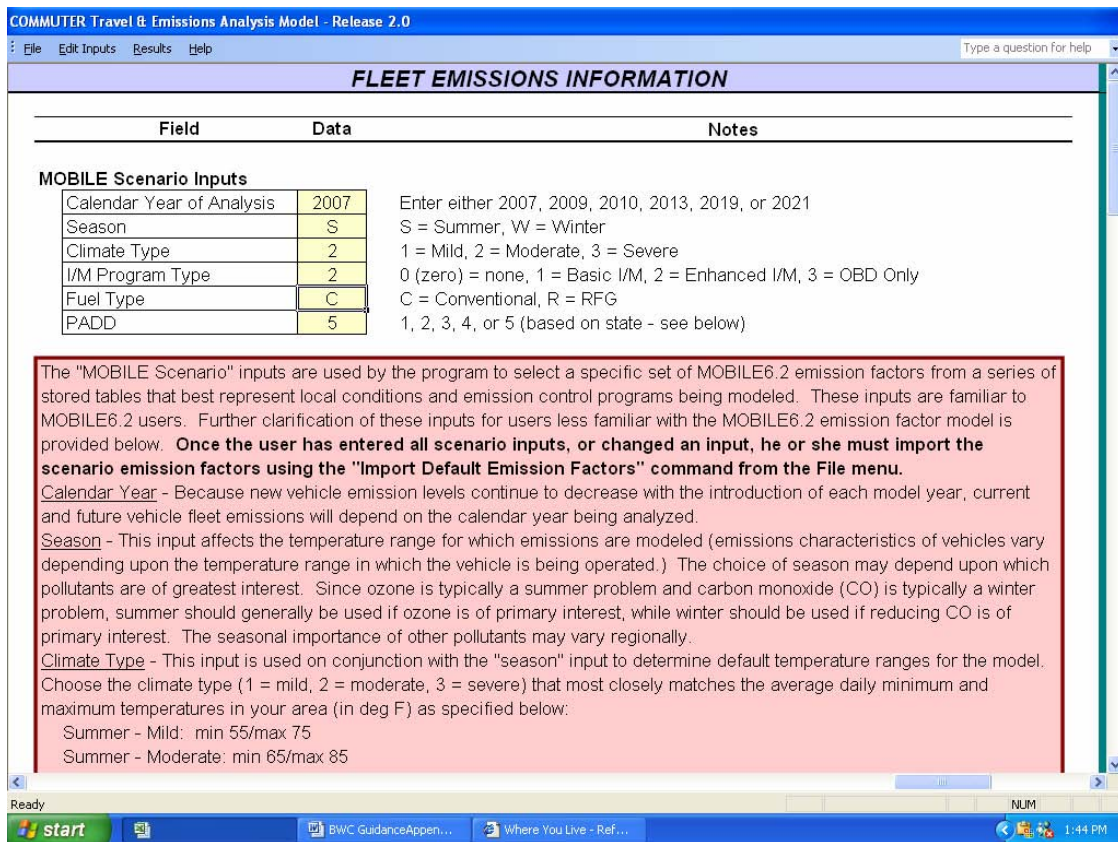 COMMUTER Travel & Emissions Analysis Model - Release 2.0
File Edit Inputs Results Help Type a question for help
FLEET EMISSIONS INFORMATION
Field Data Notes
MOBILE Scenario Inputs
Calendar Year of Analysis 2007 Enter either 2007, 2009, 2010, 2013, 2019, or 2021
Season S S = Summer, W = Winter
Climate Type 2 1 = Mild, 2 = Moderate, 3 = Severe
I/M Program Type 2 0 (zero) = none, 1 = Basic I/M, 2 = Enhanced I/M, 3 = OBD Only
Fuel Type C C = Conventional, R = RFG
PADD 5 1, 2, 3, 4, or 5 (based on state - see below)
The "MOBILE Scenario" inputs are used by the program to select a specific set of MOBILE6.2 emission factors from a series of
stored tables that best represent local conditions and emission control programs being modeled. These inputs are familiar to
MOBILE6.2 users. Further clarification of these inputs for users less familiar with the MOBILE6.2 emission factor model is
provided below. Once the user has entered all scenario inputs, or changed an input, he or she must import the
scenario emission factors using the "Import Default Emission Factors" command from the File menu.
Calendar Year - Because new vehicle emission levels continue to decrease with the introduction of each model year, current
and future vehicle fleet emissions will depend on the calendar year being analyzed.
Season - This input affects the temperature range for which emissions are modeled (emissions characteristics of vehicles vary
depending upon the temperature range in which the vehicle is being operated.) The choice of season may depend upon which
pollutants are of greatest interest. Since ozone is typically a summer problem and carbon monoxide (CO) is typically a winter
problem, summer should generally be used if ozone is of primary interest, while winter should be used if reducing CO is of
primary interest. The seasonal importance of other pollutants may vary regionally.
Climate Type - This input is used on conjunction with the "season" input to determine default temperature ranges for the model.
Choose the climate type (1 = mild, 2 = moderate, 3 = severe) that most closely matches the average daily minimum and
maximum temperatures in your area (in deg F) as specified below:
Summer - Mild: min 55/max 75
Summer - Moderate: min 65/max 85
Ready NUM
start BWC GuidanceAppen... Where You Live - Ref... 1:44 PM